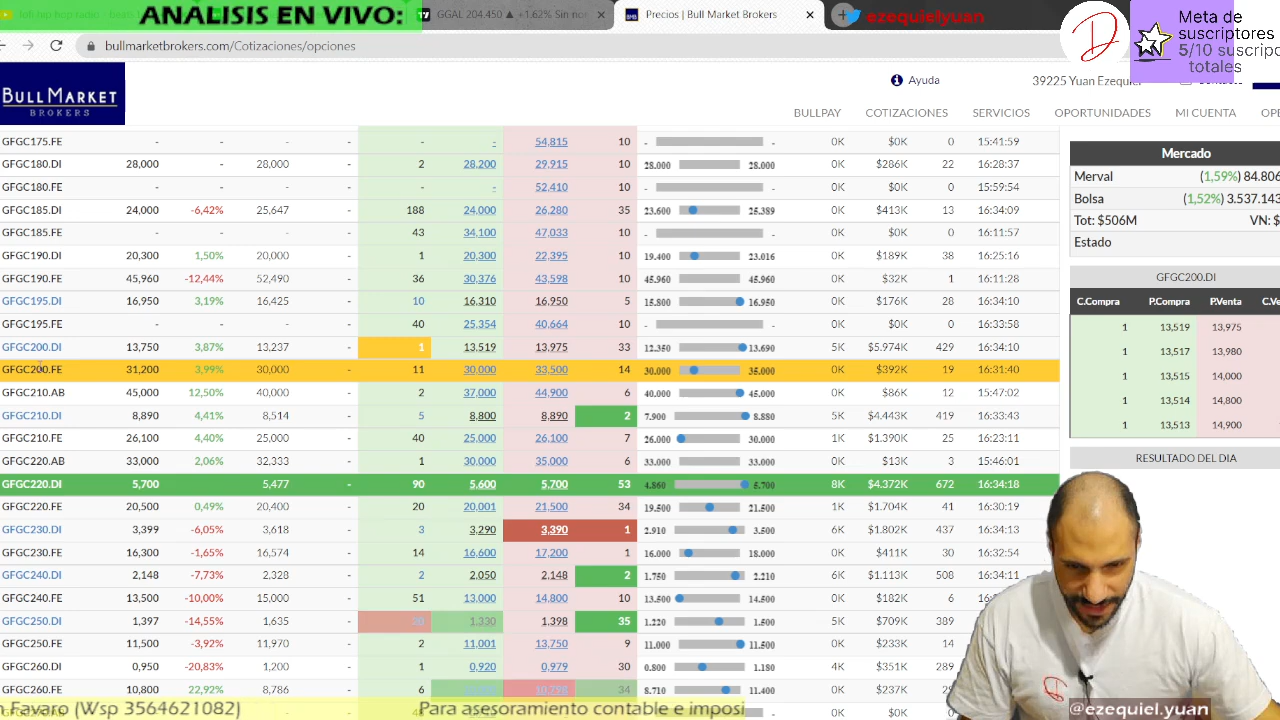 ANALISIS EN VIVO:
GGAL 204.450 ▲ +1.62% Sin nom
Precios | Bull Market Brokers
ezequielyuan
Meta de
suscriptores
5/10 suscripc
totales
bullmarketbrokers.com/Cotizaciones/opciones
BULLMARKET
BROKERS
Ayuda
39225 Yuan Ezequiel
BULLPAY COTIZACIONES SERVICIOS OPORTUNIDADES MI CUENTA OPE
GFGC175.FE - - - - - - 54,815 10 - - 0K $0K 0 15:41:59
GFGC180.DI 28,000 - 28,000 - 2 28,200 29,915 10 28.000 28.000 0K $286K 22 16:28:37
GFGC180.FE - - - - - - 52,410 10 - - 0K $0K 0 15:59:54
GFGC185.DI 24,000 -6,42% 25,647 - 188 24,000 26,280 35 23.600 25.389 0K $413K 13 16:34:09
GFGC185.FE - - - - 43 34,100 47,033 10 - - 0K $0K 0 16:11:57
GFGC190.DI 20,300 1,50% 20,000 - 1 20,300 22,395 10 19.400 23.016 0K $189K 38 16:25:16
GFGC190.FE 45,960 -12,44% 52,490 - 36 30,376 43,598 10 45.960 45.960 0K $32K 1 16:11:28
GFGC195.DI 16,950 3,19% 16,425 - 10 16,310 16,950 5 15.800 16.950 0K $176K 28 16:34:10
GFGC195.FE - - - - 40 25,354 40,664 10 - - 0K $0K 0 16:33:58
GFGC200.DI 13,750 3,87% 13,237 - 1 13,519 13,975 33 12.350 13.690 5K $5.974K 429 16:34:10
GFGC200.FE 31,200 3,99% 30,000 - 11 30,000 33,500 14 30.000 35.000 0K $392K 19 16:31:40
GFGC210.AB 45,000 12,50% 40,000 - 2 37,000 44,900 6 40.000 45.000 0K $86K 12 15:47:02
GFGC210.DI 8,890 4,41% 8,514 - 5 8,800 8,890 2 7.900 8.880 5K $4.443K 419 16:33:43
GFGC210.FE 26,100 4,40% 25,000 - 40 25,000 26,100 7 26.000 30.000 1K $1.390K 25 16:23:11
GFGC220.AB 33,000 2,06% 32,333 - 1 30,000 35,000 6 33.000 33.000 0K $13K 3 15:46:01
GFGC220.DI 5,700 5,477 - 90 5,600 5,700 53 4.860 5.700 8K $4.372K 672 16:34:18
GFGC220.FE 20,500 0,49% 20,400 - 20 20,001 21,500 34 19.500 21.500 1K $1.704K 41 16:30:19
GFGC230.DI 3,399 -6,05% 3,618 - 3 3,290 3,390 1 2.910 3.500 6K $1.802K 437 16:34:13
GFGC230.FE 16,300 -1,65% 16,574 - 14 16,600 17,200 1 16.000 18.000 0K $411K 30 16:32:54
GFGC240.DI 2,148 -7,73% 2,328 - 2 2,050 2,148 2 1.750 2.210 6K $1.113K 508 16:34:11
GFGC240.FE 13,500 -10,00% 15,000 - 51 13,000 14,800 10 13.500 14.500 0K $182K 6
GFGC250.DI 1,397 -14,55% 1,635 - 20 1,330 1,398 35 1.220 1.500 5K $709K 389
GFGC250.FE 11,500 -3,92% 11,970 - 2 11,001 13,750 9 11.000 11.500 0K $233K 14
GFGC260.DI 0,950 -20,83% 1,200 - 1 0,920 0,979 30 0.800 1.180 4K $351K 289
GFGC260.FE 10,800 22,92% 8,786 - 6 34 8.710 11.400 0K $237K
Mercado
Merval (1,59%) 84.806
Bolsa (1,52%) 3.537.143
Tot: $506M VN: $
Estado
GFGC200.DI
C.Compra P.Compra P.Venta C.Ve
1 13,519 13,975
1 13,517 13,980
1 13,515 14,000
1 13,514 14,800
1 13,513 14,900
RESULTADO DEL DIA
n Favaro (Wsp 3564621082) Para asesoramiento contable e imposi
@ezequiel.yuan